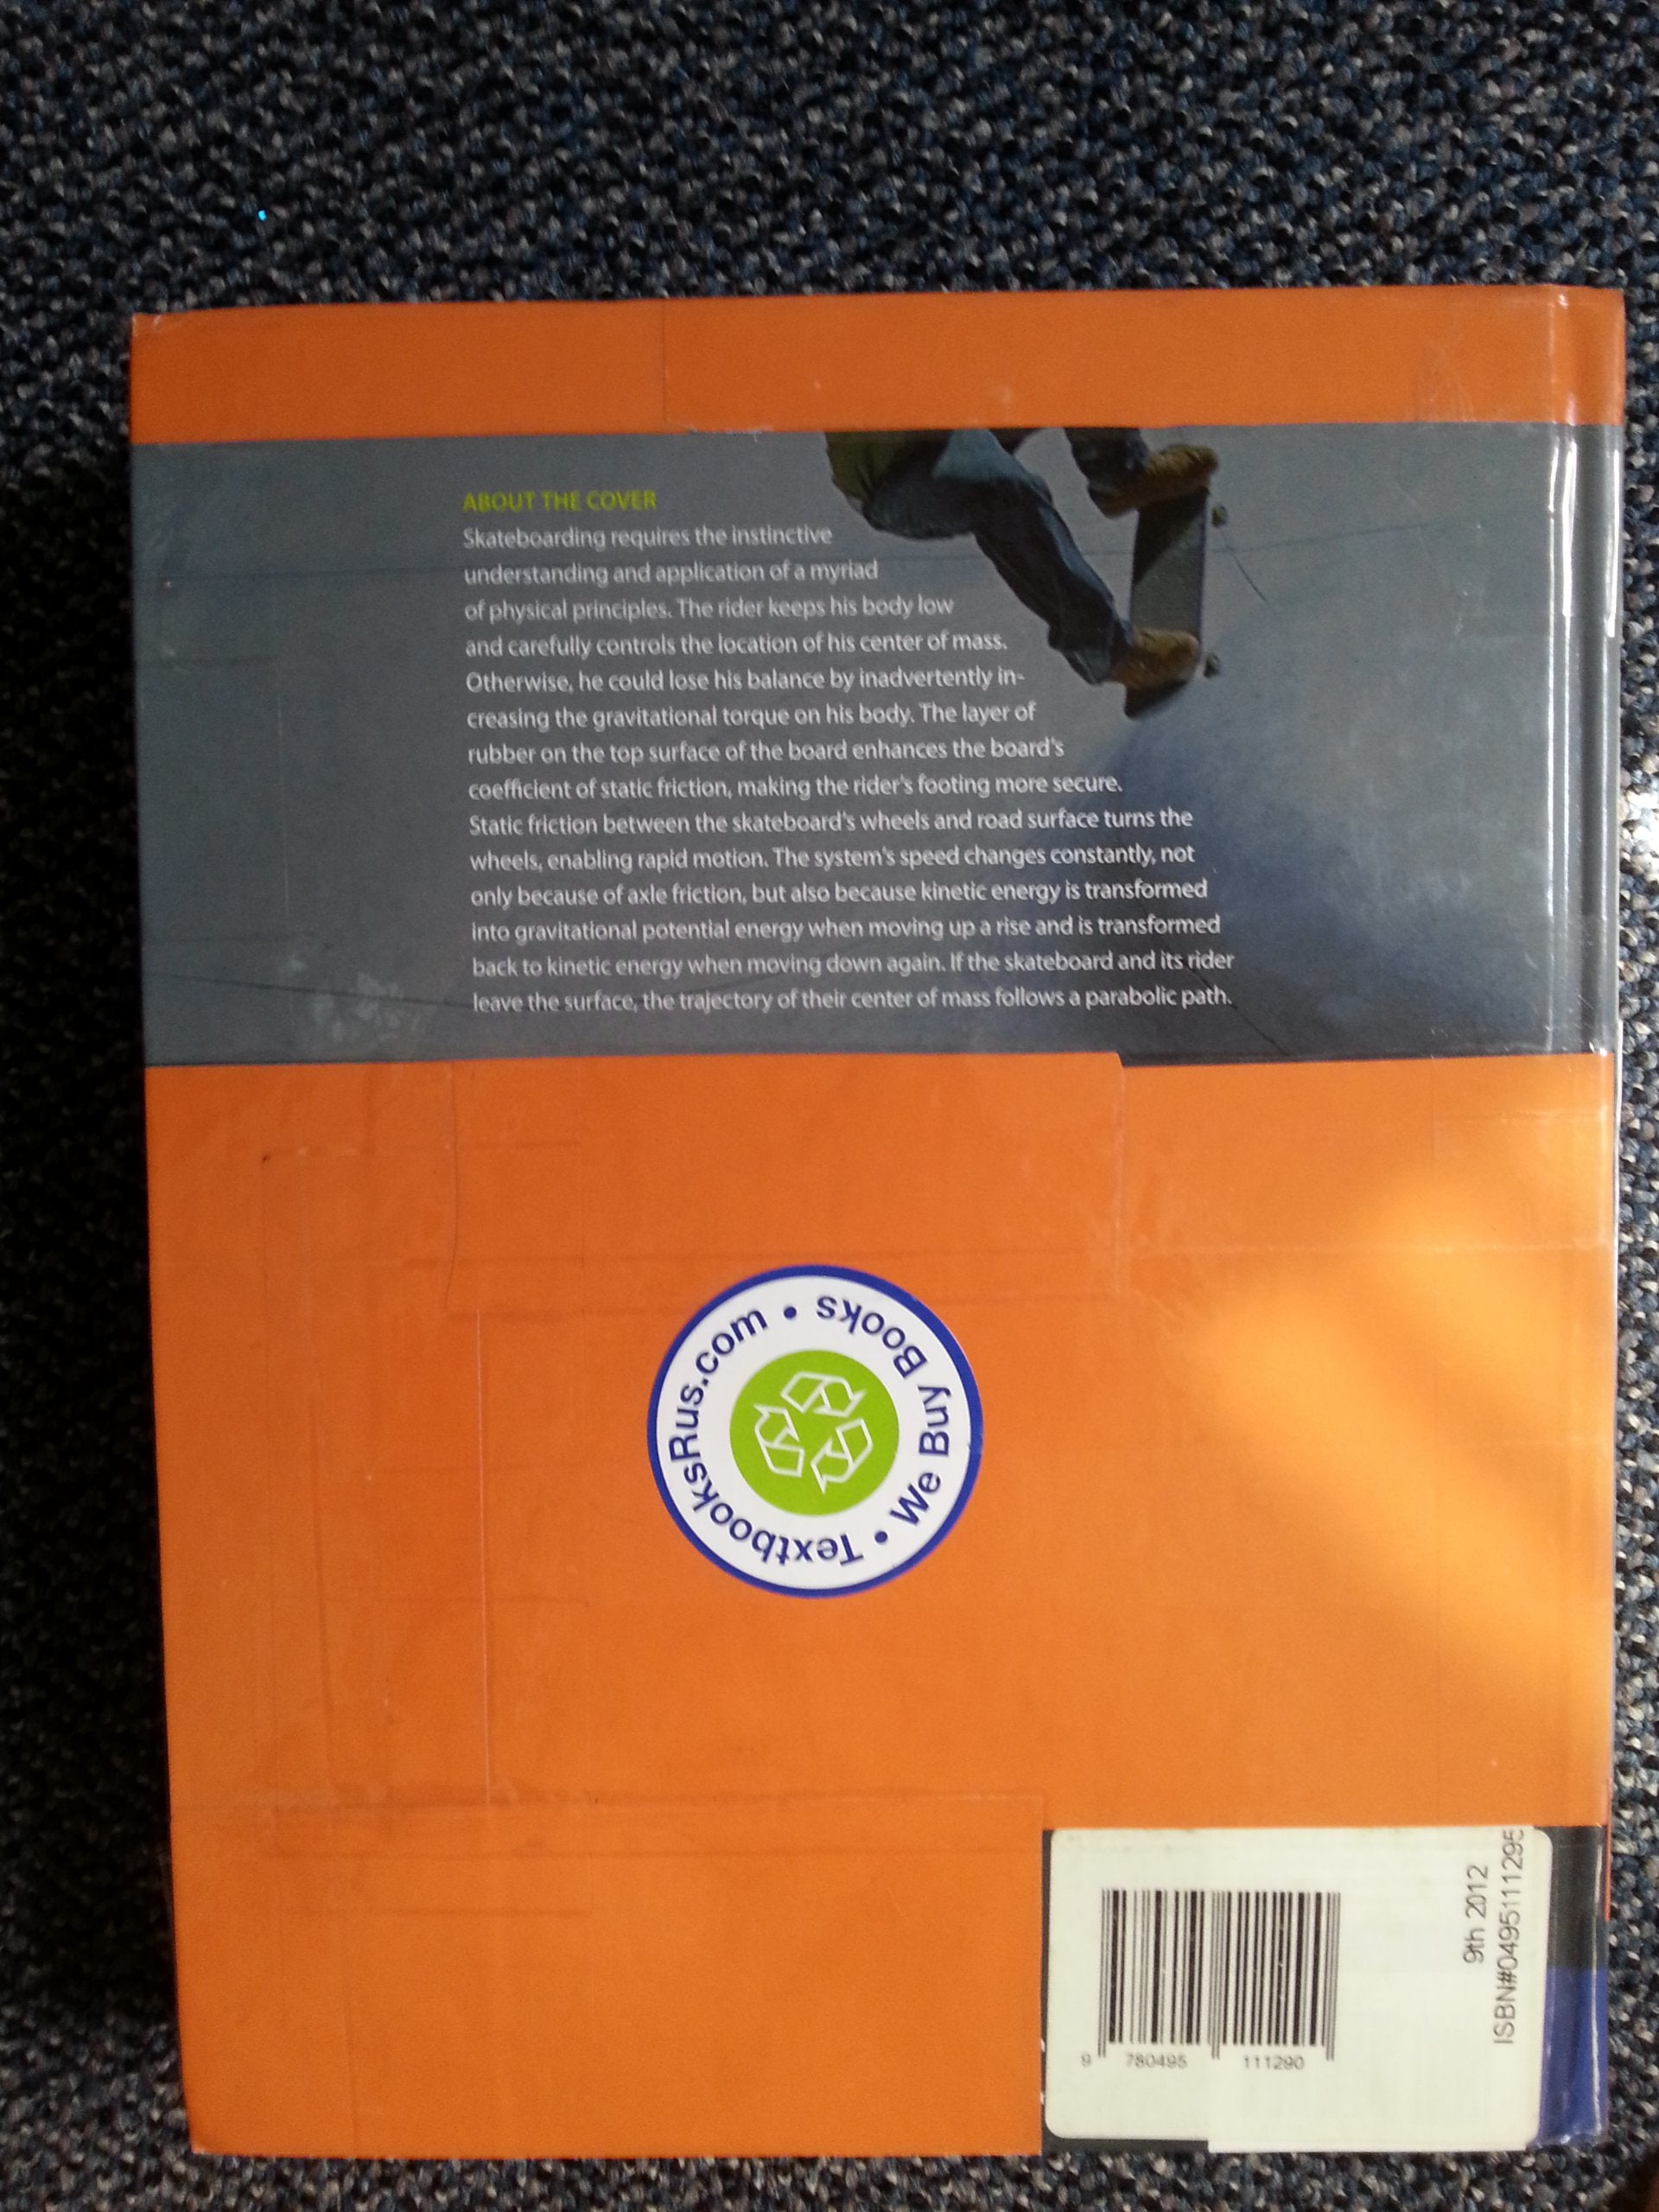 ABOUT THE COVER
Skateboarding requires the instinctive
understanding and application of a myriad
of physical principles. The rider keeps his body low
and carefully controls the location of his center of mass.
Otherwise, he could lose his balance by inadvertently in-
creasing the gravitational torque on his body. The layer of
rubber on the top surface of the board enhances the board's
coefficient of static friction, making the rider's footing more secure.
Static friction between the skateboard's wheels and road surface turns the
wheels, enabling rapid motion. The system's speed changes constantly, not
only because of axle friction, but also because kinetic energy is transformed
into gravitational potential energy when moving up a rise and is transformed
back to kinetic energy when moving down again. If the skateboard and its rider
leave the surface, the trajectory of their center of mass follows a parabolic path.
TextbooksRus.com • We Buy Books •
9th 2012
ISBN#0495111295
9 780495 111290